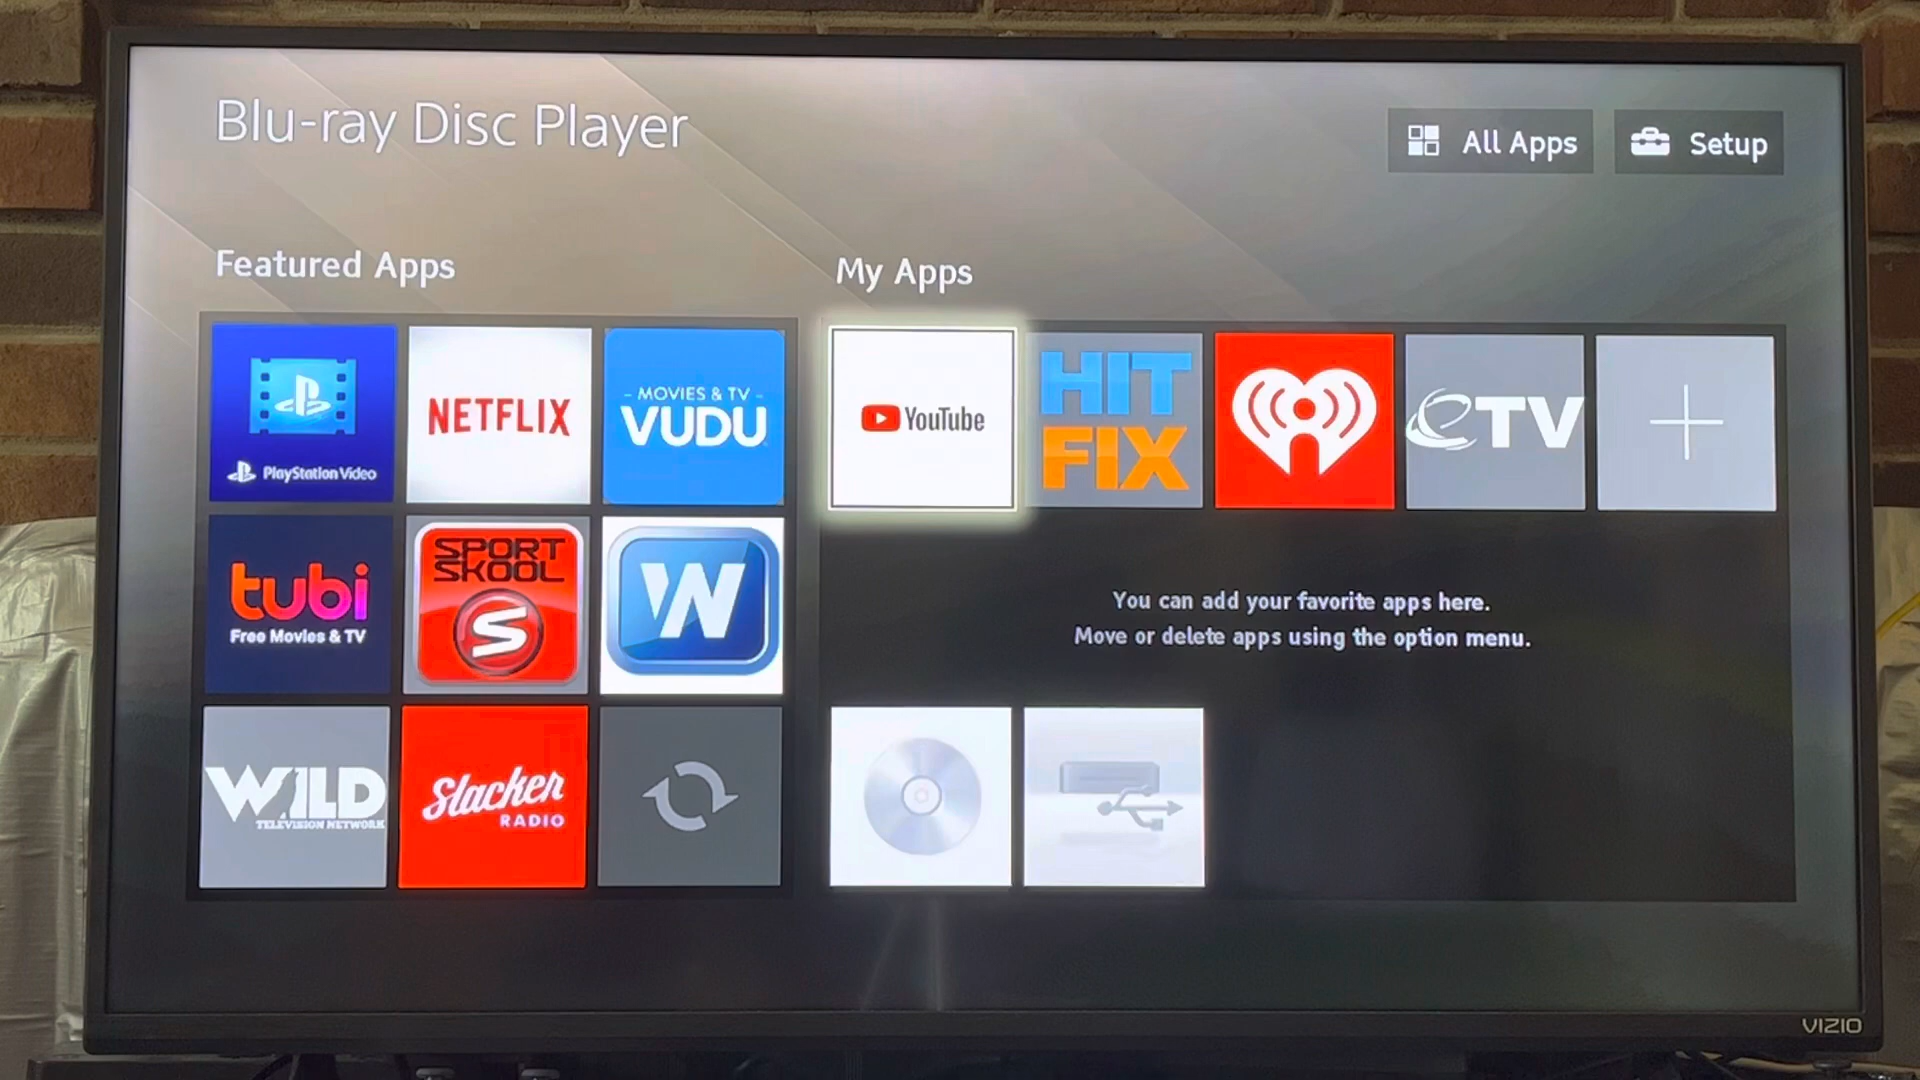 Blu-ray Disc Player
All Apps
Setup
Featured Apps
My Apps
PlayStation Video
NETFLIX
- MOVIES & TV -
VUDU
YouTube
HIT
FIX
eTV
tubi
Free Movies & TV
SPORT
SKOOL
S
W
You can add your favorite apps here.
Move or delete apps using the option menu.
WILD
TELEVISION NETWORK
Slacker
RADIO
VIZIO